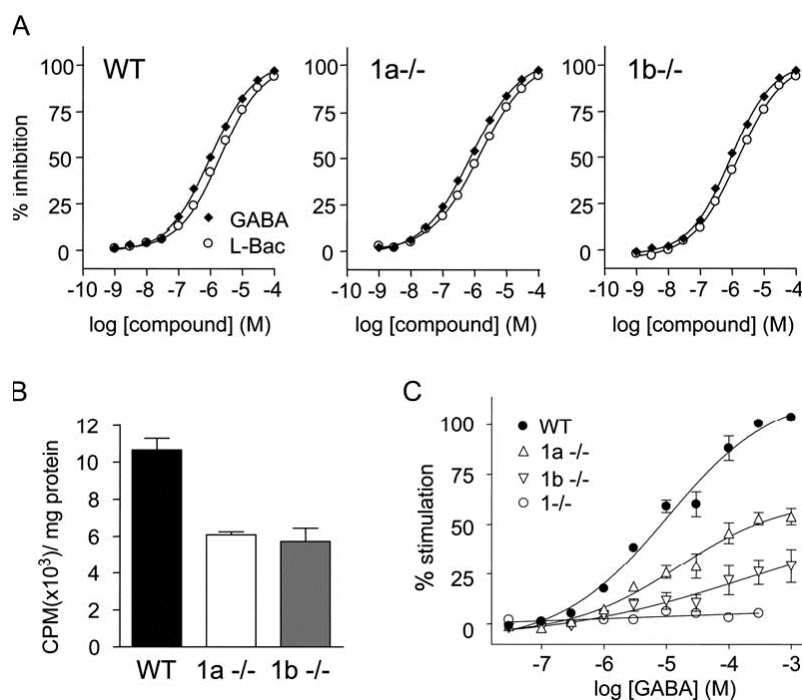 A
WT
1a-/-
1b-/-
100
75
50
25
0
% inhibition
GABA
L-Bac
-10 -9 -8 -7 -6 -5 -4
log [compound] (M)
100
75
50
25
0
-10 -9 -8 -7 -6 -5 -4
log [compound] (M)
100
75
50
25
0
-10 -9 -8 -7 -6 -5 -4
log [compound] (M)
B
CPM(x10³)/ mg protein
12
10
8
6
4
2
0
WT 1a -/- 1b -/-
C
WT
1a -/-
1b -/-
1-/-
% stimulation
100
75
50
25
0
-7 -6 -5 -4 -3
log [GABA] (M)